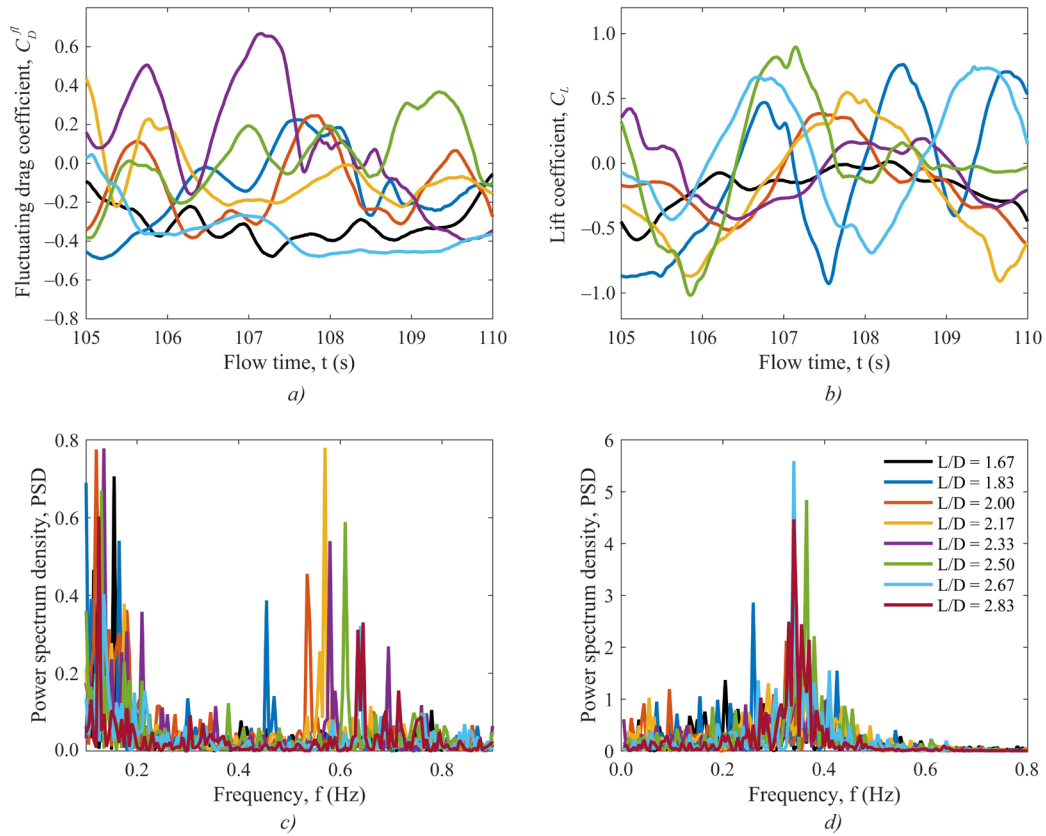 Fluctuating drag coefficient, C_D^fl
0.6
0.4
0.2
0.0
–0.2
–0.4
–0.6
–0.8
105 106 107 108 109 110
Flow time, t (s)
a)
Lift coefficient, C_L
1.0
0.5
0.0
–0.5
–1.0
105 106 107 108 109 110
Flow time, t (s)
b)
Power spectrum density, PSD
0.8
0.6
0.4
0.2
0.0
0.2 0.4 0.6 0.8
Frequency, f (Hz)
c)
Power spectrum density, PSD
6
5
4
3
2
1
0
0.0 0.2 0.4 0.6 0.8
Frequency, f (Hz)
d)
L/D = 1.67
L/D = 1.83
L/D = 2.00
L/D = 2.17
L/D = 2.33
L/D = 2.50
L/D = 2.67
L/D = 2.83